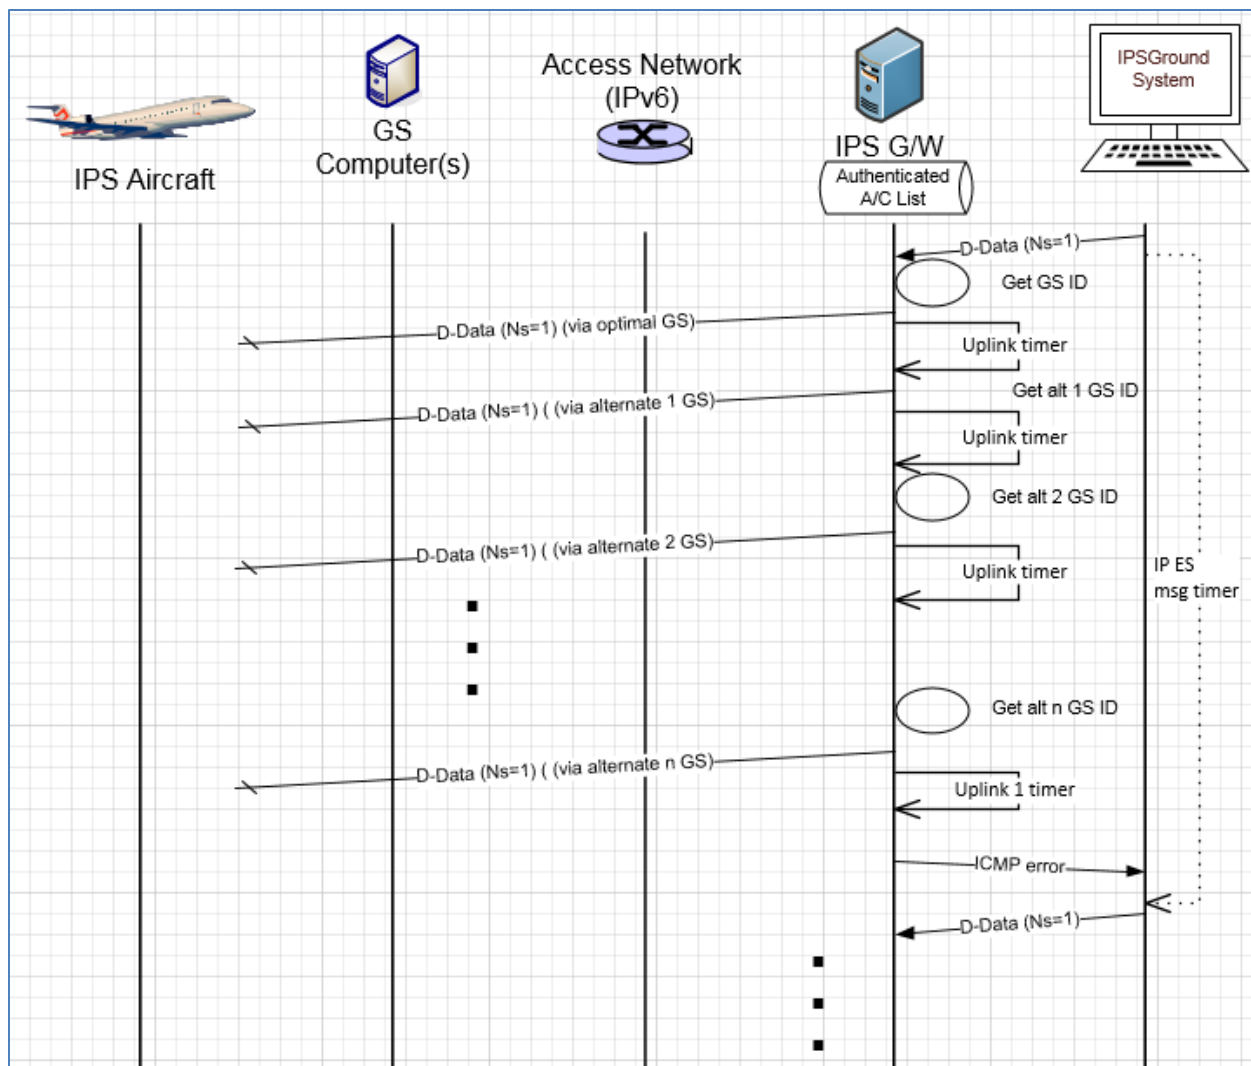 IPS Aircraft
GS
Computer(s)
Access Network
(IPv6)
IPS G/W
Authenticated
A/C List
IPSGround
System
D-Data (Ns=1)
Get GS ID
D-Data (Ns=1) (via optimal GS)
Uplink timer
Get alt 1 GS ID
D-Data (Ns=1) ( (via alternate 1 GS)
Uplink timer
Get alt 2 GS ID
D-Data (Ns=1) ( (via alternate 2 GS)
Uplink timer
IP ES
msg timer
Get alt n GS ID
D-Data (Ns=1) ( (via alternate n GS)
Uplink 1 timer
ICMP error
D-Data (Ns=1)